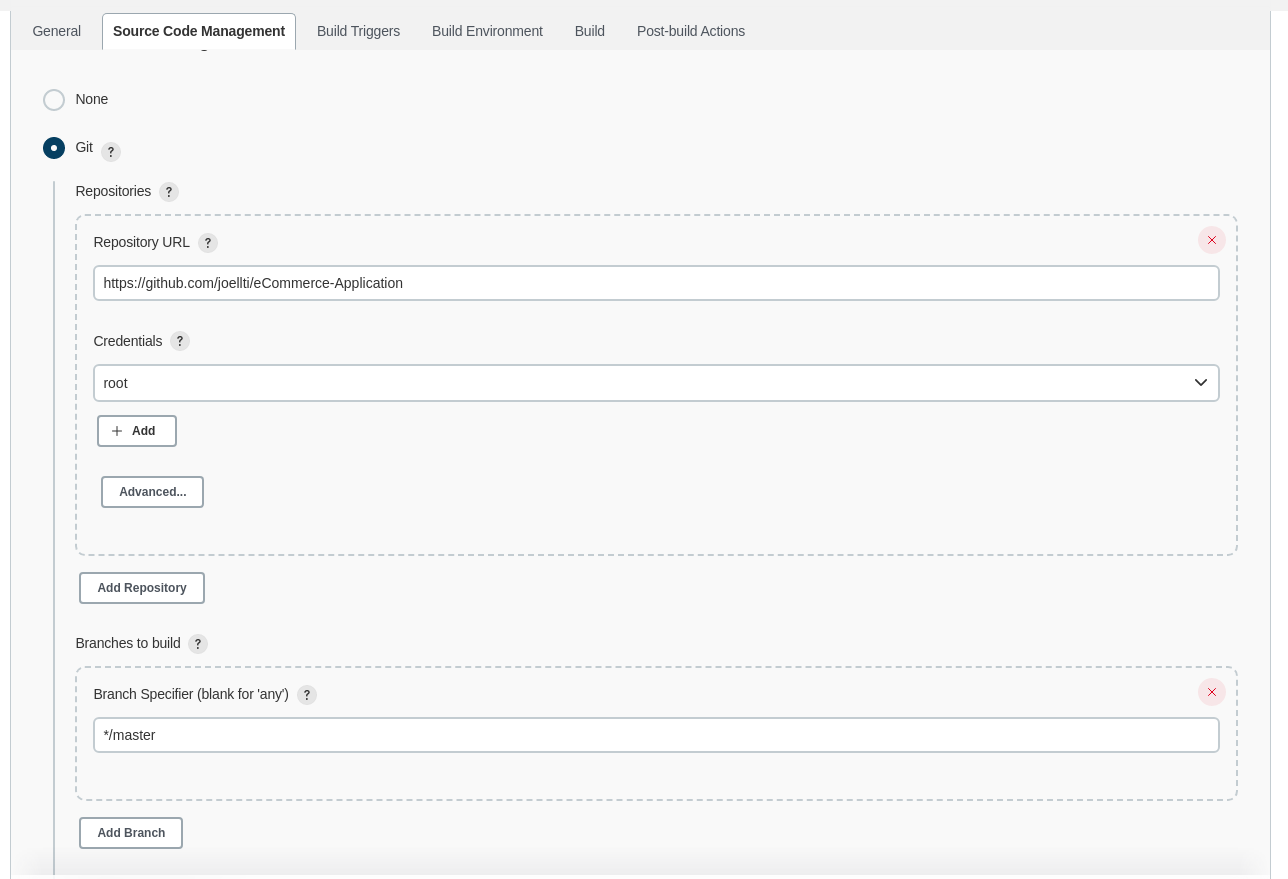 General Source Code Management Build Triggers Build Environment Build Post-build Actions
None
Git ?
Repositories ?
Repository URL ?
https://github.com/joellti/eCommerce-Application
Credentials ?
root
Add
Advanced...
Add Repository
Branches to build ?
Branch Specifier (blank for 'any') ?
*/master
Add Branch